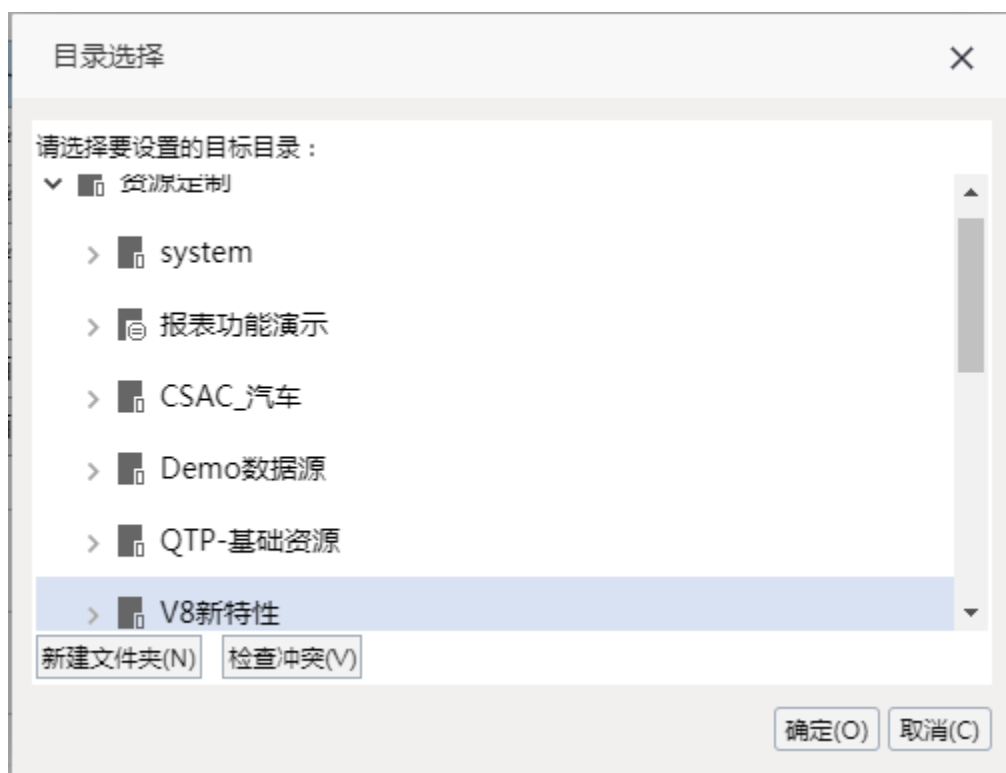 目录选择
请选择要设置的目标目录：
资源定制
system
报表功能演示
CSAC_汽车
Demo数据源
QTP-基础资源
V8新特性
新建文件夹(N) 检查冲突(V)
确定(O) 取消(C)